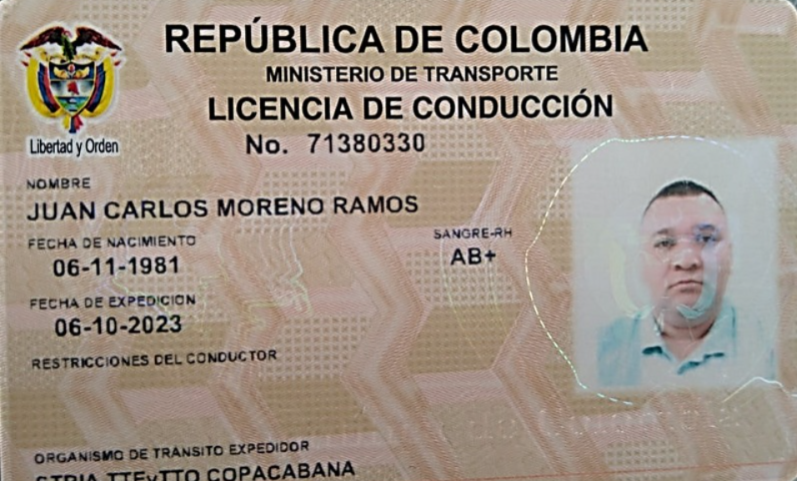 REPÚBLICA DE COLOMBIA
MINISTERIO DE TRANSPORTE
LICENCIA DE CONDUCCIÓN
No. 71380330
Libertad y Orden
NOMBRE
JUAN CARLOS MORENO RAMOS
FECHA DE NACIMIENTO
06-11-1981
SANGRE-RH
AB+
FECHA DE EXPEDICION
06-10-2023
RESTRICCIONES DEL CONDUCTOR
ORGANISMO DE TRANSITO EXPEDIDOR
STRIA TTEyTTO COPACABANA